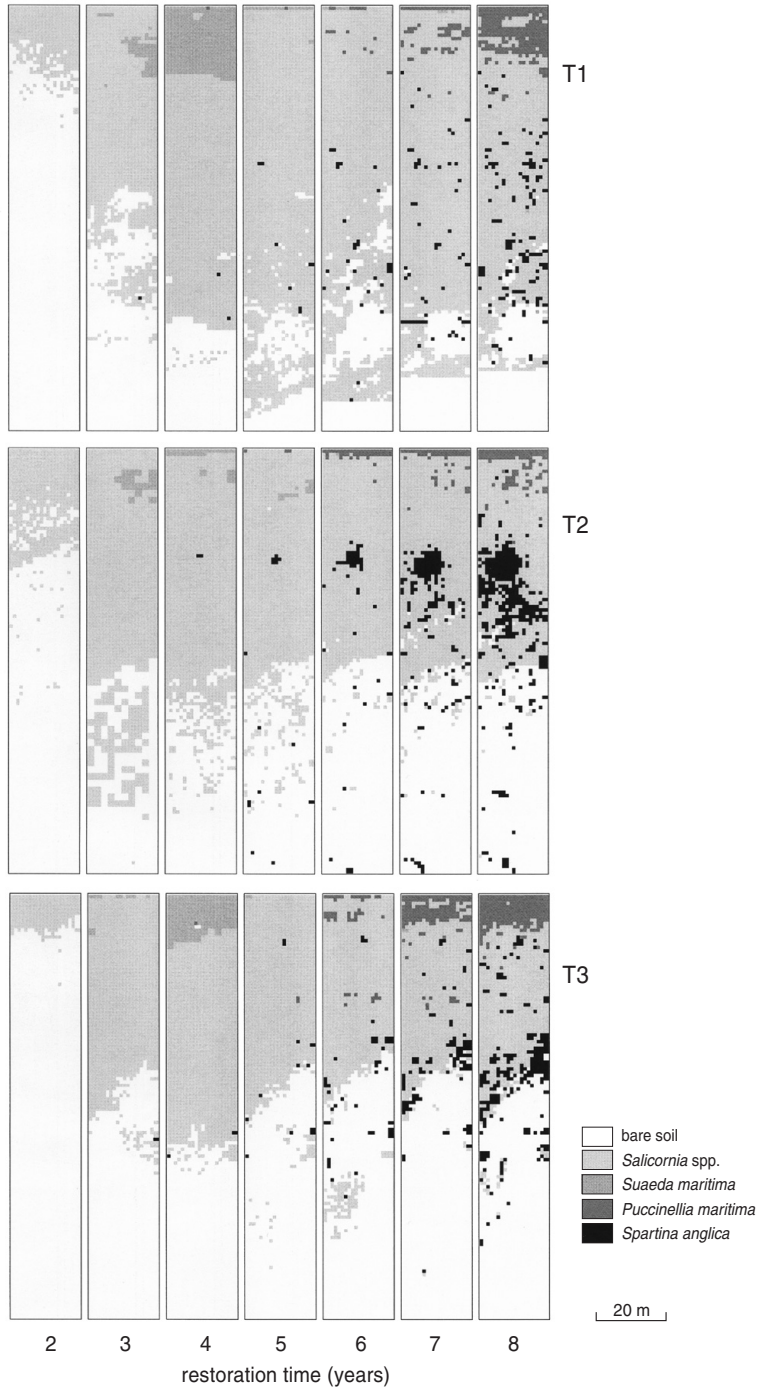 T1
T2
T3
bare soil
Salicornia spp.
Suaeda maritima
Puccinellia maritima
Spartina anglica
20 m
2 3 4 5 6 7 8
restoration time (years)